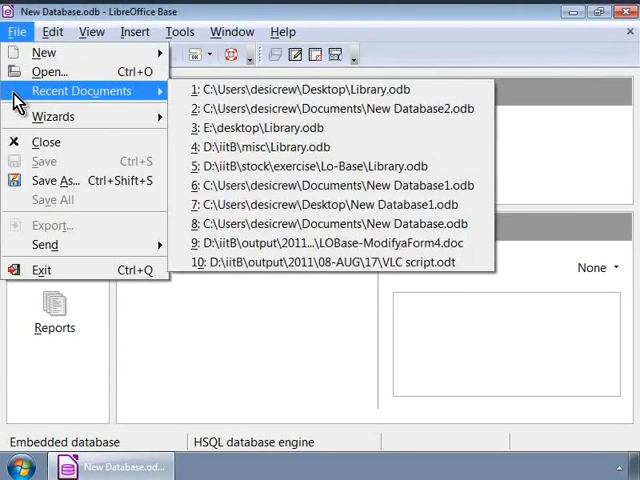 New Database.odb - LibreOffice Base
File Edit View Insert Tools Window Help
New
Open... Ctrl+O
Recent Documents
Wizards
Close
Save Ctrl+S
Save As... Ctrl+Shift+S
Save All
Export...
Send
Exit Ctrl+Q
1: C:\Users\desicrew\Desktop\Library.odb
2: C:\Users\desicrew\Documents\New Database2.odb
3: E:\desktop\Library.odb
4: D:\iitB\misc\Library.odb
5: D:\iitB\stock\exercise\Lo-Base\Library.odb
6: C:\Users\desicrew\Documents\New Database1.odb
7: C:\Users\desicrew\Desktop\New Database1.odb
8: C:\Users\desicrew\Documents\New Database.odb
9: D:\iitB\output\2011...\LOBase-ModifyaForm4.doc
10: D:\iitB\output\2011\08-AUG\17\VLC script.odt
None
Reports
Embedded database HSQL database engine
New Database.od...